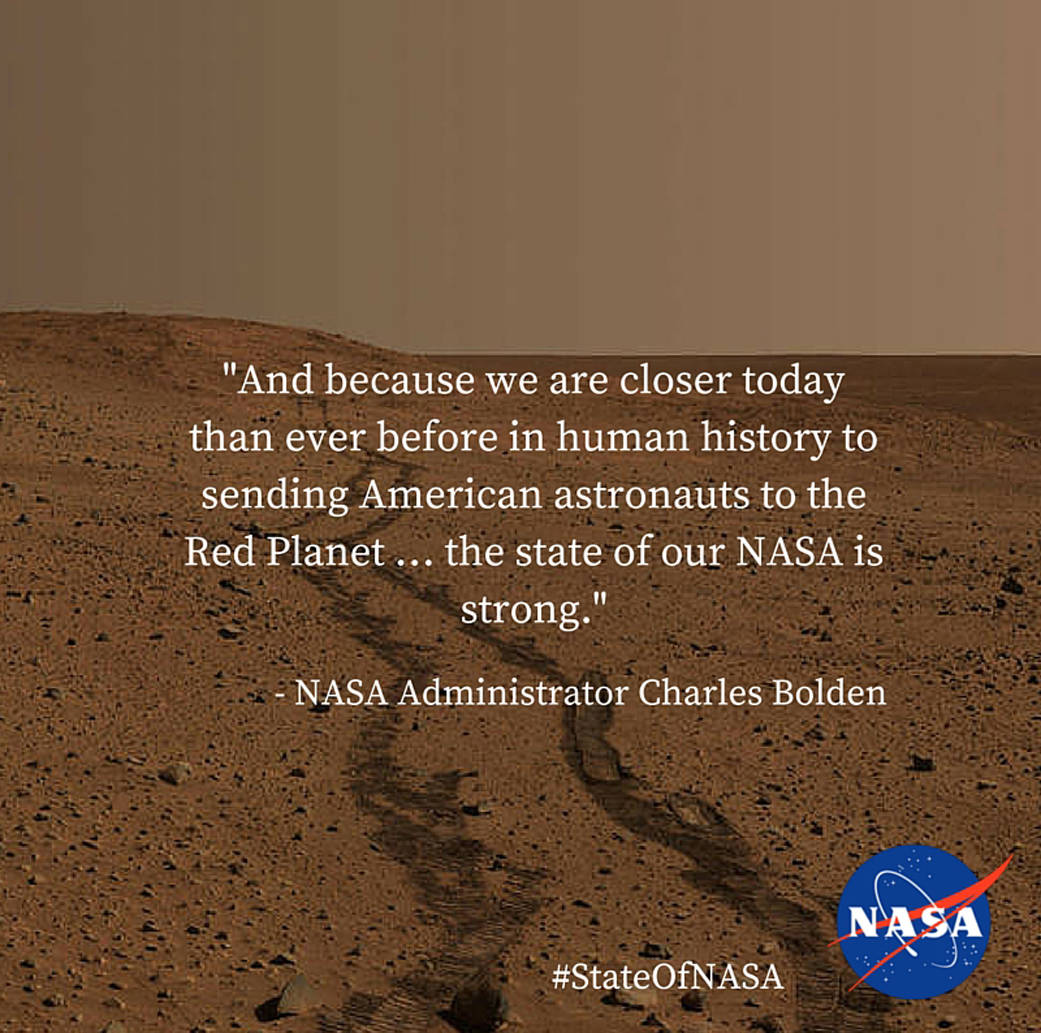 "And because we are closer today
than ever before in human history to
sending American astronauts to the
Red Planet ... the state of our NASA is
strong."
- NASA Administrator Charles Bolden
#StateOfNASA
NASA